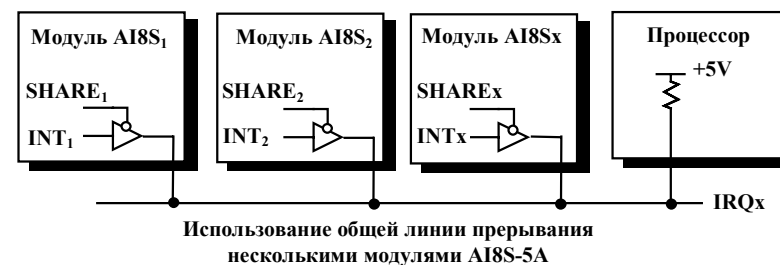 Модуль AI8S₁
SHARE₁
INT₁
Модуль AI8S₂
SHARE₂
INT₂
Модуль AI8Sx
SHAREx
INTx
Процессор
+5V
IRQx
Использование общей линии прерывания
несколькими модулями AI8S-5A